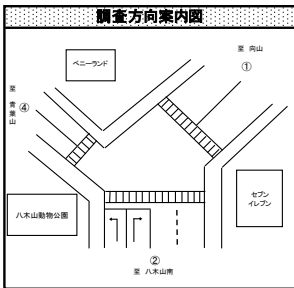 調査方向案内図
至 向山
①
ベニーランド
至 青葉山
④
セブン
イレブン
八木山動物公園
②
至 八木山南